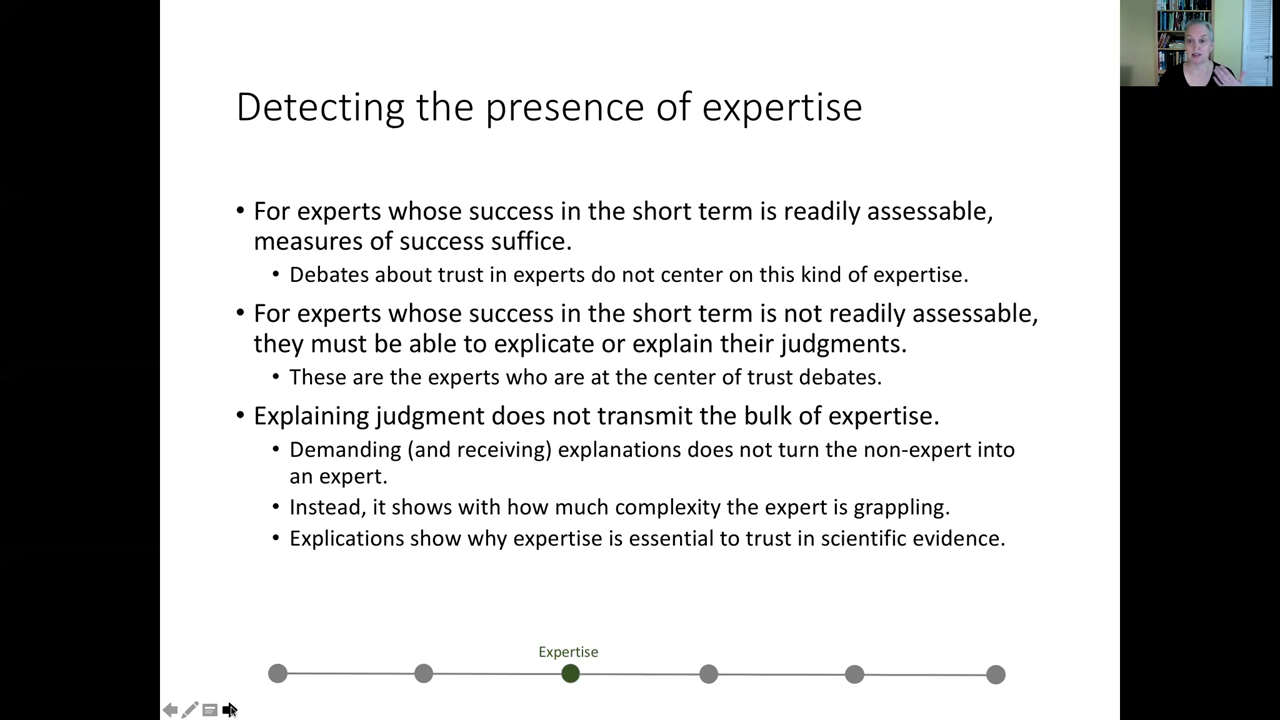 Detecting the presence of expertise
• For experts whose success in the short term is readily assessable,
measures of success suffice.
• Debates about trust in experts do not center on this kind of expertise.
• For experts whose success in the short term is not readily assessable,
they must be able to explicate or explain their judgments.
• These are the experts who are at the center of trust debates.
• Explaining judgment does not transmit the bulk of expertise.
• Demanding (and receiving) explanations does not turn the non-expert into
an expert.
• Instead, it shows with how much complexity the expert is grappling.
• Explications show why expertise is essential to trust in scientific evidence.
Expertise